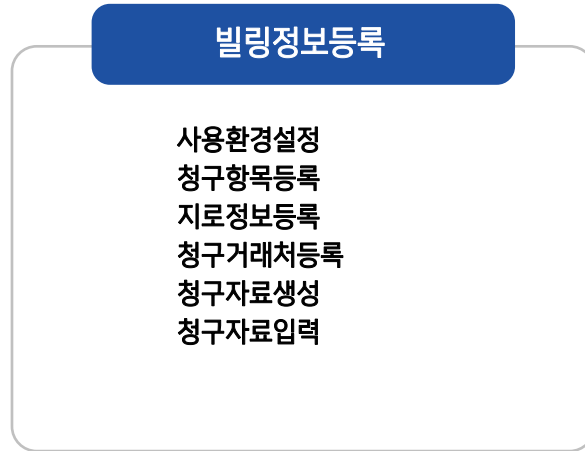 빌링정보등록
사용환경설정
청구항목등록
지로정보등록
청구거래처등록
청구자료생성
청구자료입력